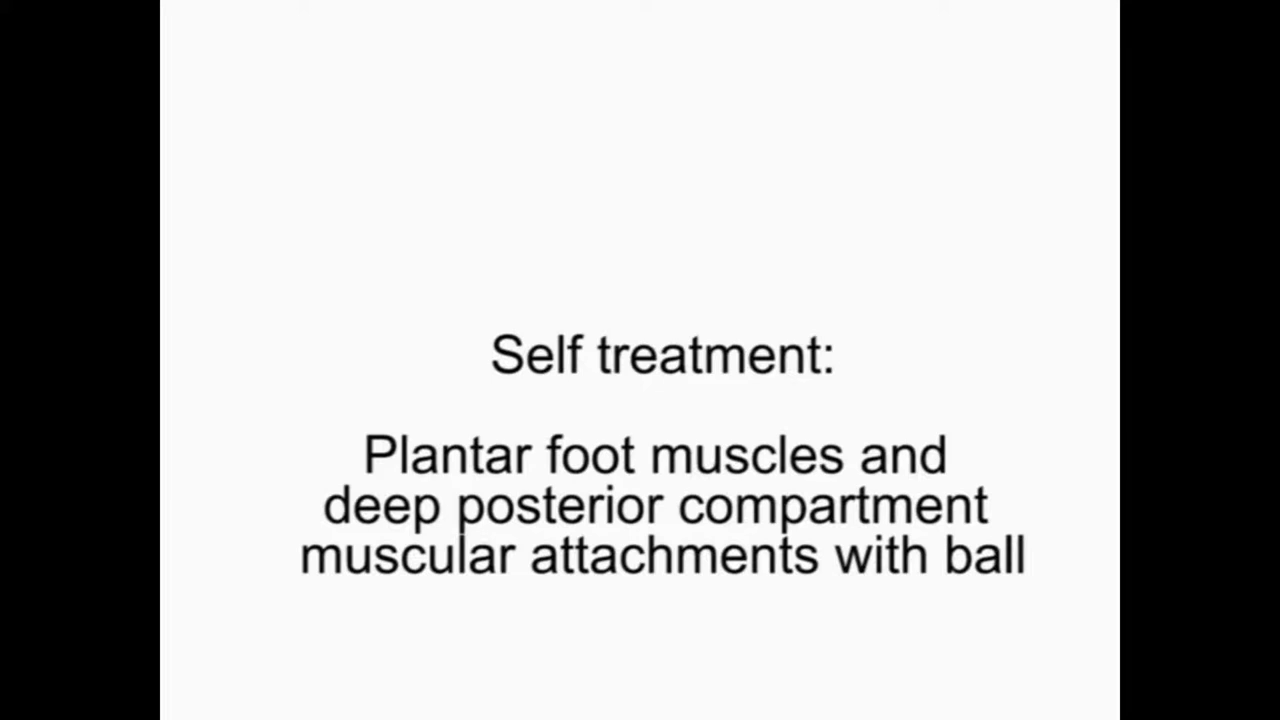 Self treatment:
Plantar foot muscles and
deep posterior compartment
muscular attachments with ball